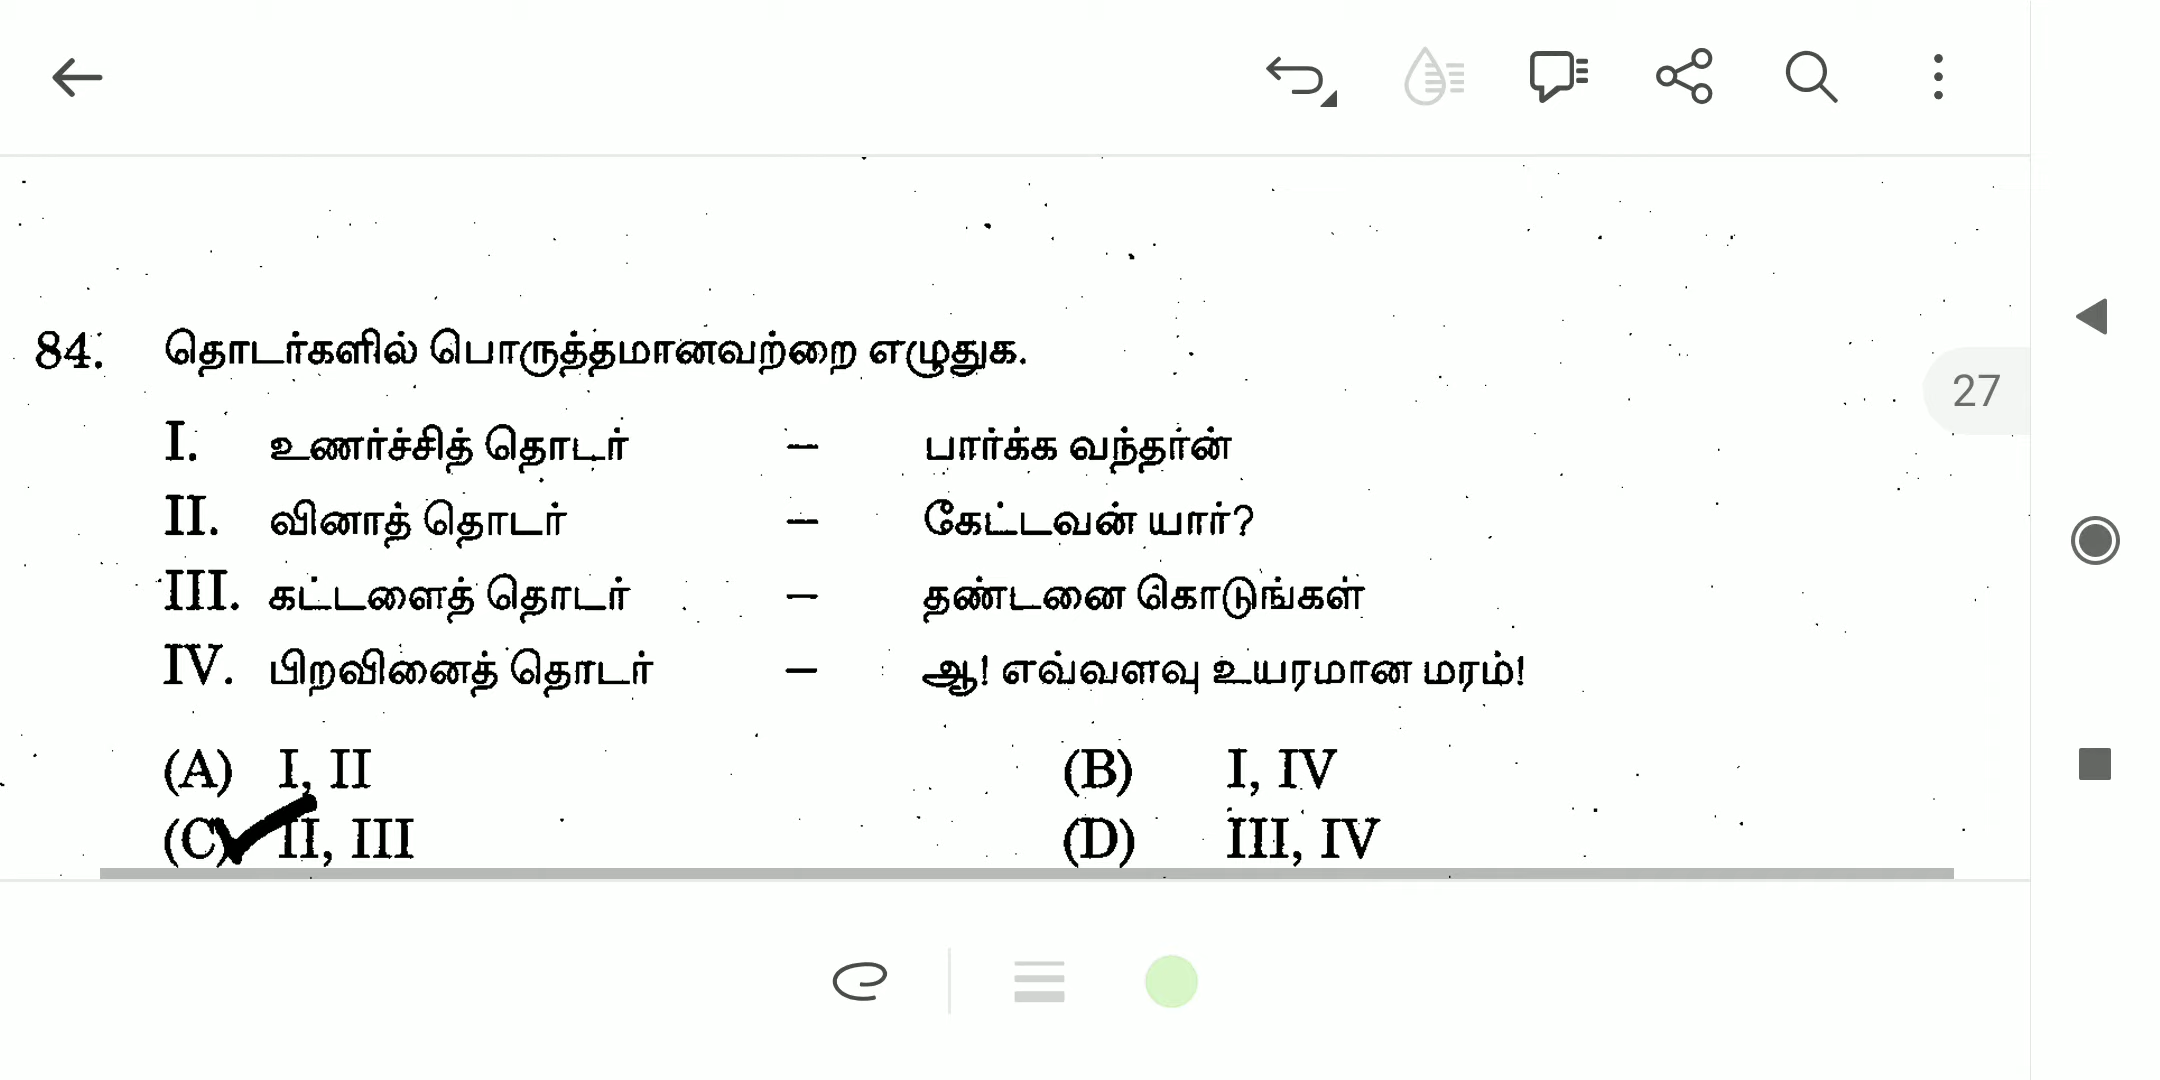 27
84. தொடர்களில் பொருத்தமானவற்றை எழுதுக.
I. உணர்ச்சித் தொடர் – பார்க்க வந்தான்
II. வினாத் தொடர் – கேட்டவன் யார்?
III. கட்டளைத் தொடர் – தண்டனை கொடுங்கள்
IV. பிறவினைத் தொடர் – ஆ! எவ்வளவு உயரமான மரம்!
(A) I, II (B) I, IV
(C) II, III (D) III, IV